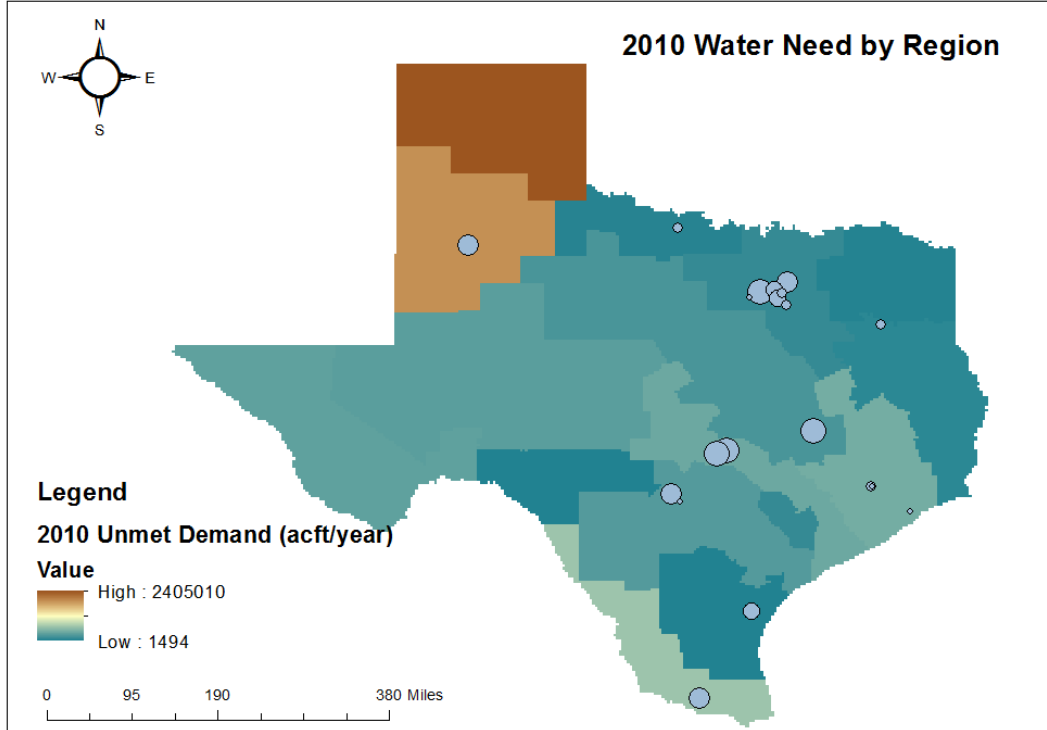 2010 Water Need by Region
N
W E
S
Legend
2010 Unmet Demand (acft/year)
Value
High : 2405010
Low : 1494
0 95 190 380 Miles